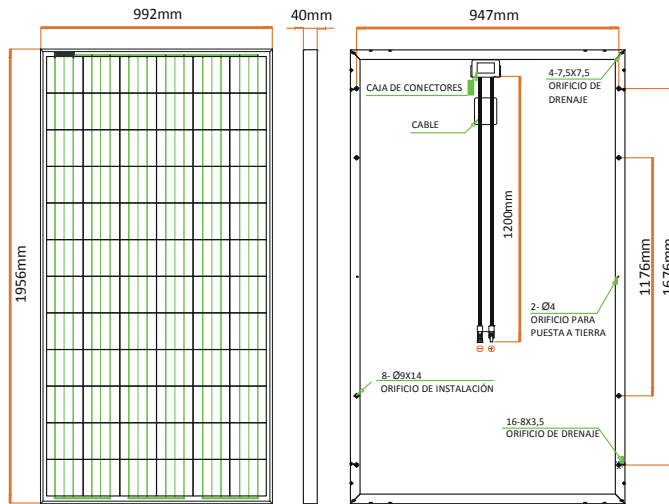 992mm
40mm
947mm
1956mm
CAJA DE CONECTORES
CABLE
4-7,5X7,5
ORIFICIO DE
DRENAJE
1200mm
1176mm
1676mm
2- Ø4
ORIFICIO PARA
PUESTA A TIERRA
8- Ø9X14
ORIFICIO DE INSTALACIÓN
16-8X3,5
ORIFICIO DE DRENAJE